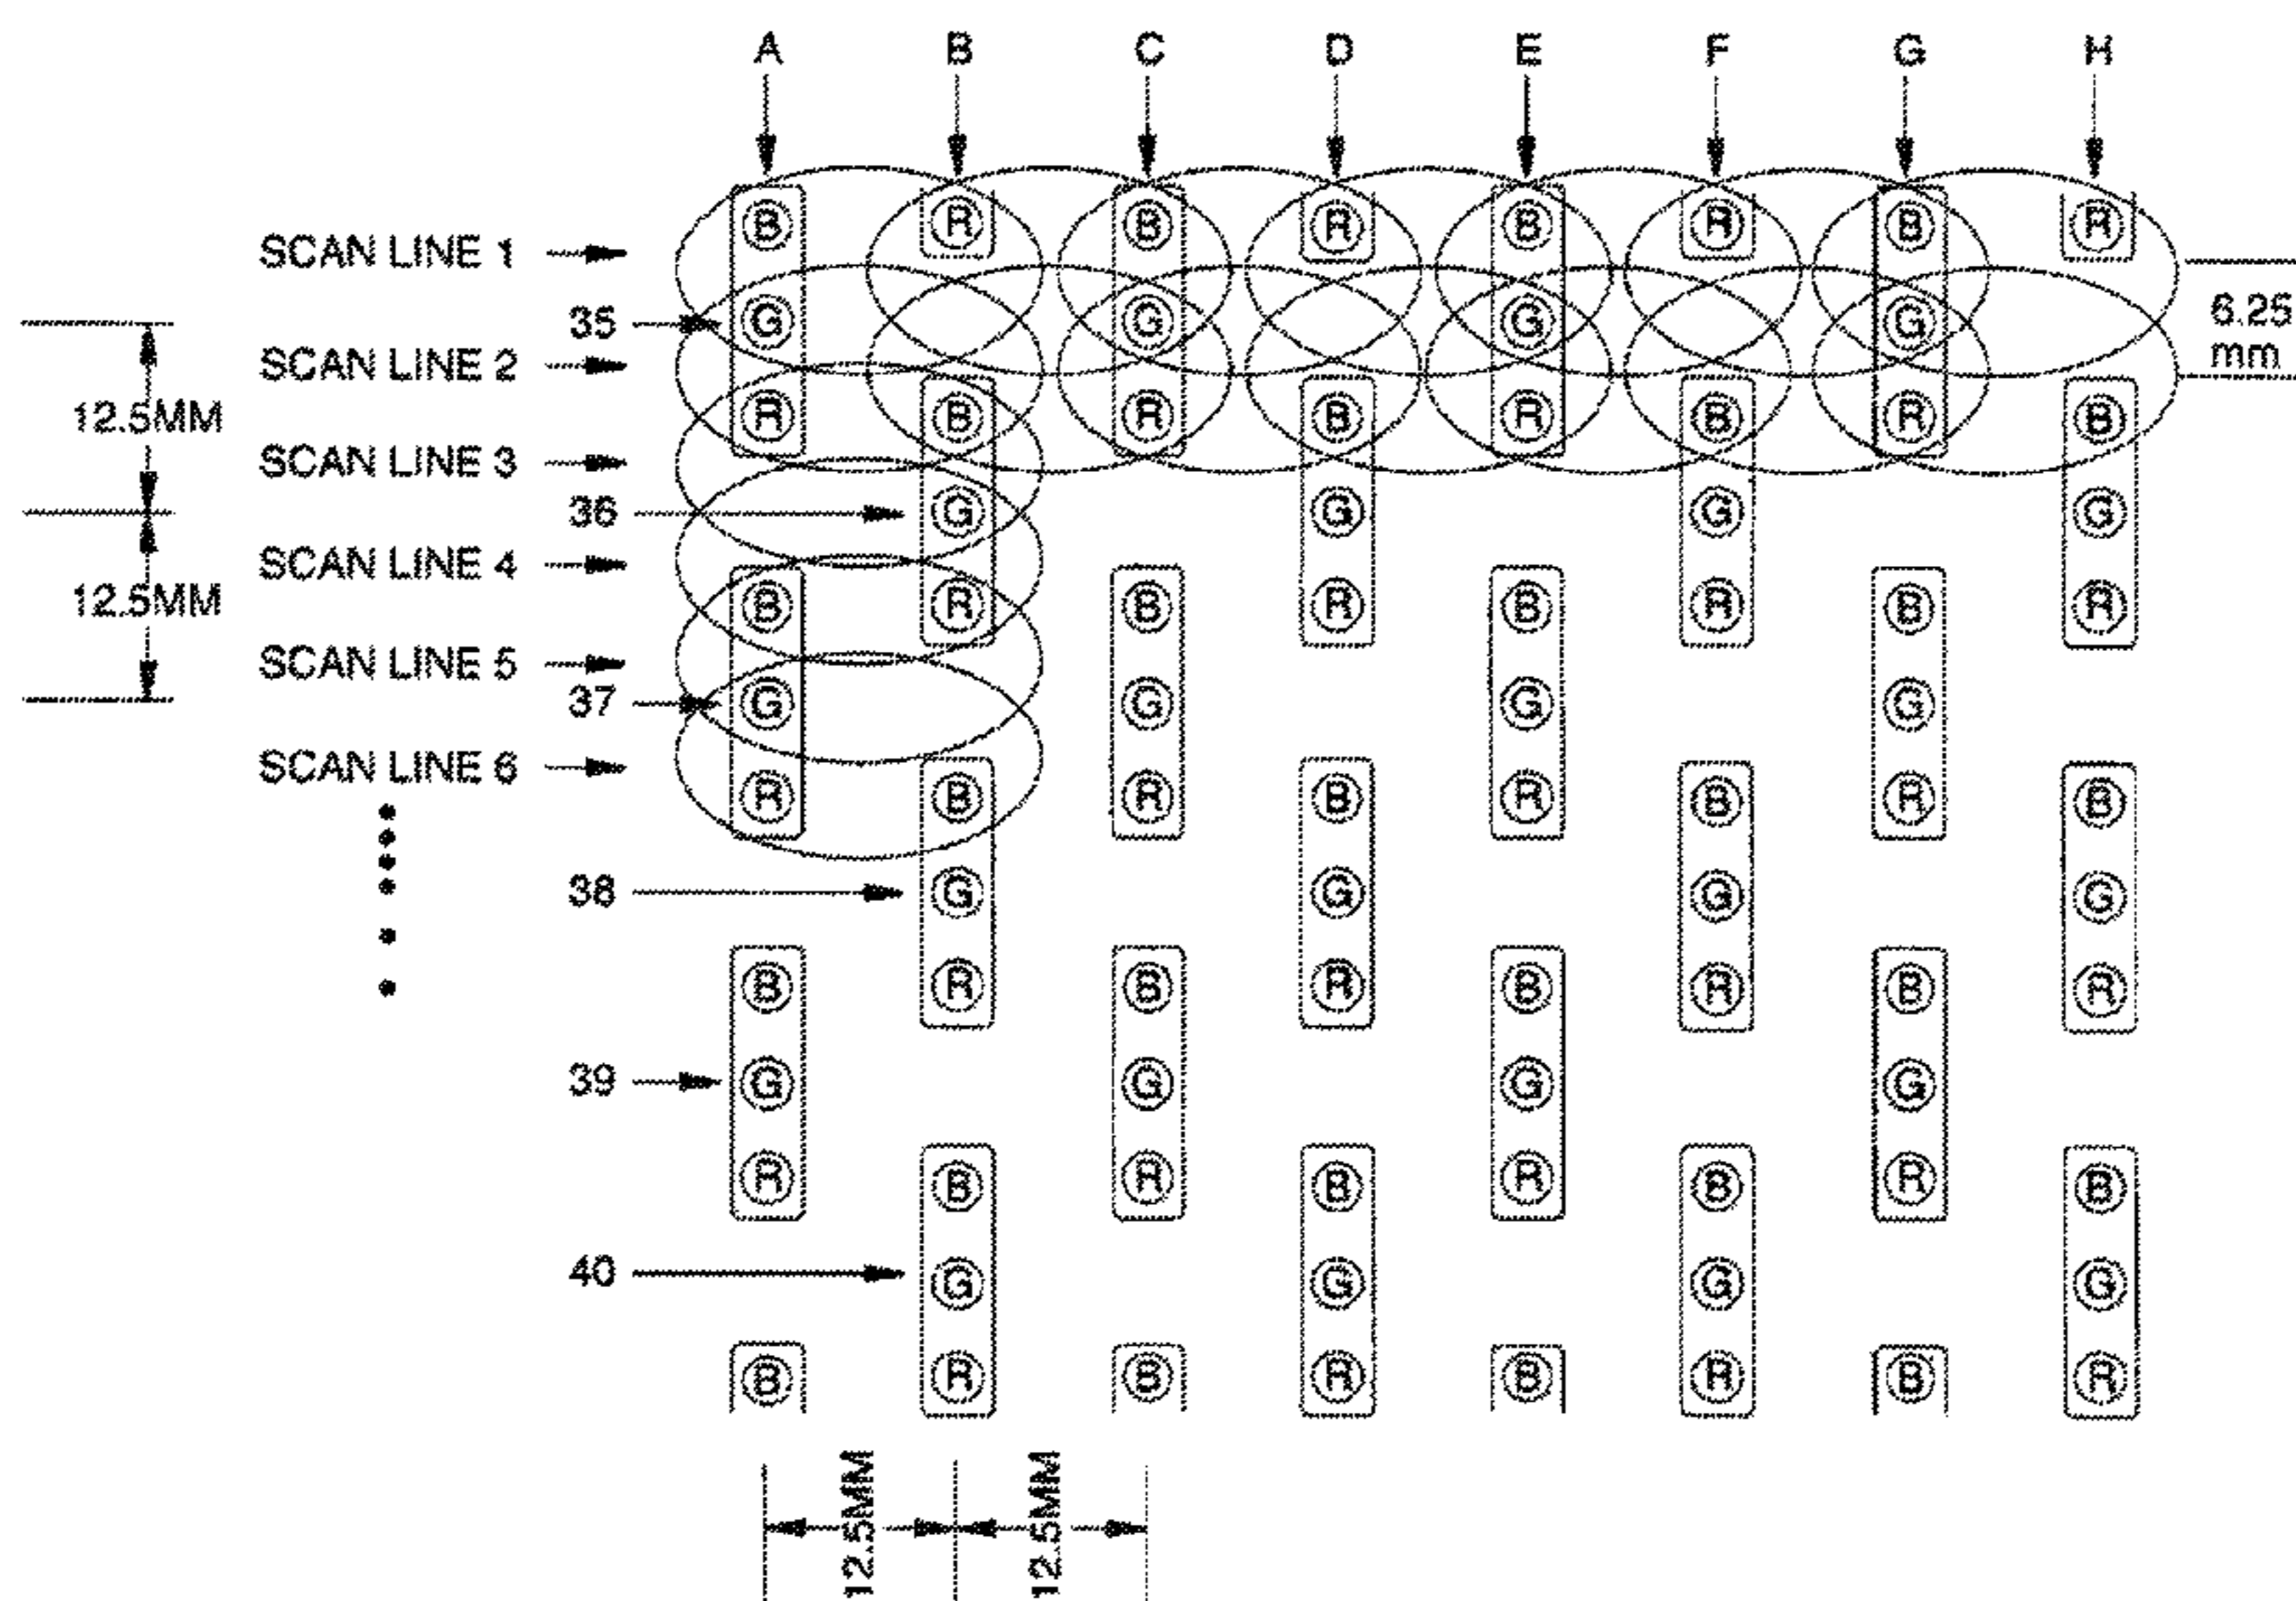 A B C D E F G H
B R B R B R B R
SCAN LINE 1
6.25
mm
35 G G G G
SCAN LINE 2
R B R B R B R B
12.5MM
SCAN LINE 3
36 G G G G
SCAN LINE 4
B R B R B R B R
12.5MM
SCAN LINE 5
37 G G G G
SCAN LINE 6
R B R B R B R B
38 G G G G
B R B R B R B R
39 G G G G
R B R B R B R B
40 G G G G
B R B R B R B R
12.5MM 12.5MM